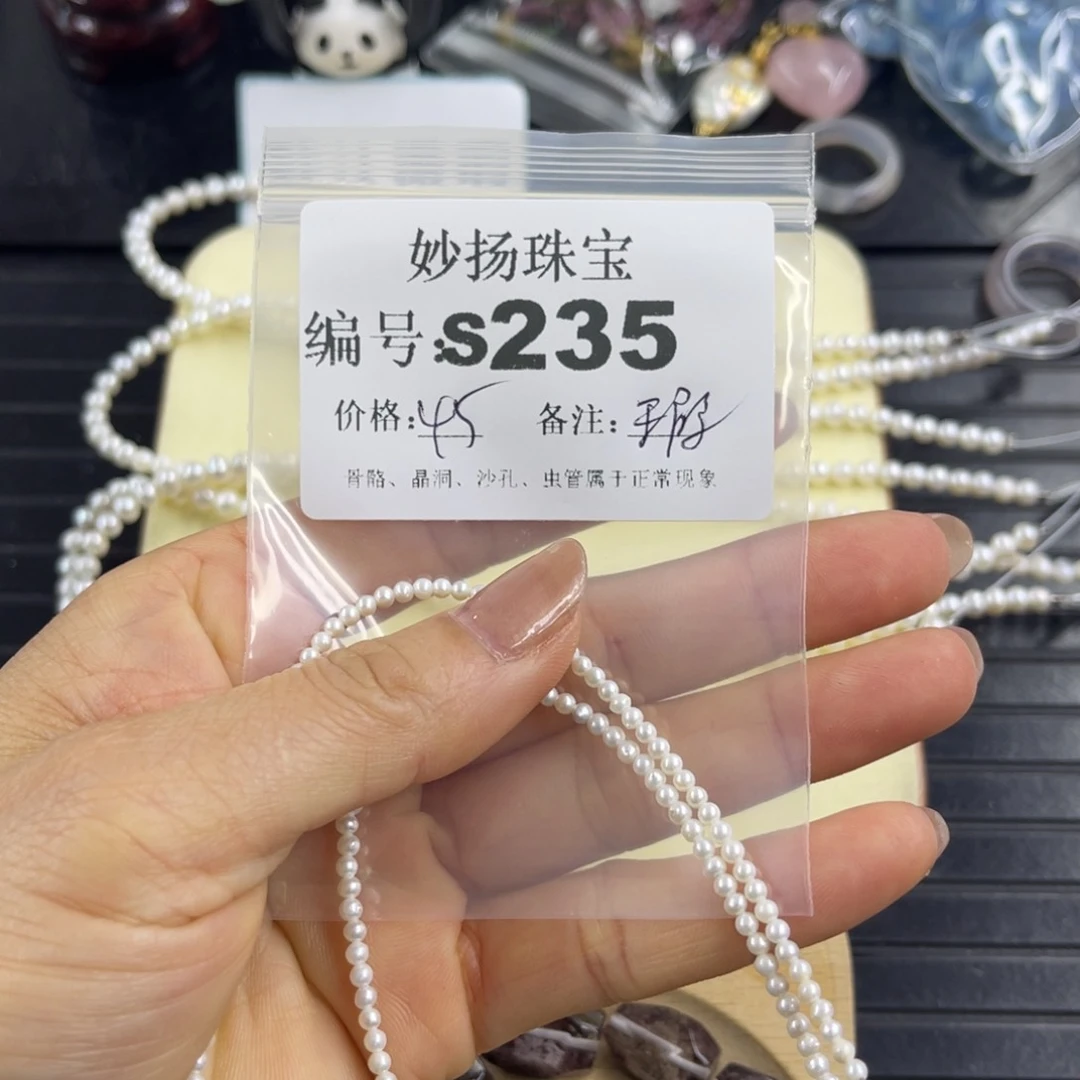 妙扬珠宝
编号:s235
价格:45 备注:
骨骼、晶洞、沙孔、虫管属于正常现象